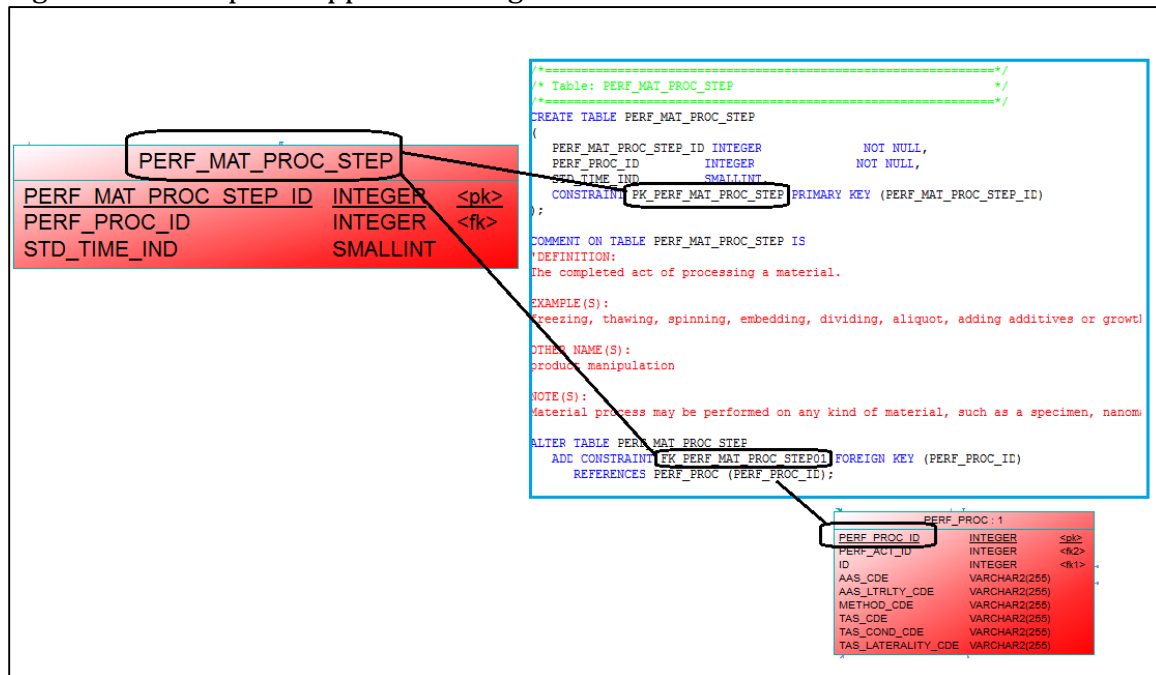 PERF_MAT_PROC_STEP
PERF_MAT_PROC_STEP_ID INTEGER <pk>
PERF_PROC_ID INTEGER <fk>
STD_TIME_IND SMALLINT
/*==============================================================*/
/* Table: PERF_MAT_PROC_STEP */
/*==============================================================*/
CREATE TABLE PERF_MAT_PROC_STEP
(
PERF_MAT_PROC_STEP_ID INTEGER NOT NULL,
PERF_PROC_ID INTEGER NOT NULL,
STD_TIME_IND SMALLINT,
CONSTRAINT PK_PERF_MAT_PROC_STEP PRIMARY KEY (PERF_MAT_PROC_STEP_ID)
);
COMMENT ON TABLE PERF_MAT_PROC_STEP IS
'DEFINITION:
The completed act of processing a material.
EXAMPLE(S):
freezing, thawing, spinning, embedding, dividing, aliquot, adding additives or
OTHER NAME(S):
product manipulation
NOTE(S):
Material process may be performed on any kind of material, such as a specimen,
ALTER TABLE PERF_MAT_PROC_STEP
ADD CONSTRAINT FK_PERF_MAT_PROC_STEP01 FOREIGN KEY (PERF_PROC_ID)
REFERENCES PERF_PROC (PERF_PROC_ID);
PERF_PROC : 1
PERF_PROC_ID INTEGER <pk>
PERF_ACT_ID INTEGER <fk2>
ID INTEGER <fk1>
AAS_CDE VARCHAR2(255)
AAS_LTRLTY_CDE VARCHAR2(255)
METHOD_CDE VARCHAR2(255)
TAS_CDE VARCHAR2(255)
TAS_COND_CDE VARCHAR2(255)
TAS_LATERALITY_CDE VARCHAR2(255)